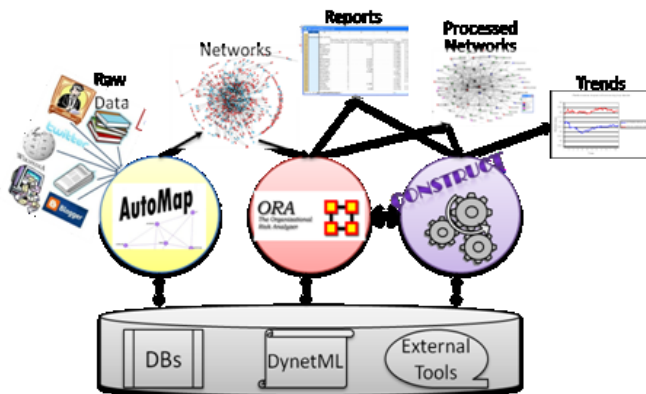 Reports
Networks
Processed
Networks
Raw
Data
Trends
twitter
Blogger
AutoMap
ORA
The Organizational
Risk Analyzer
CONSTRUCT
DBs
DynetML
External
Tools